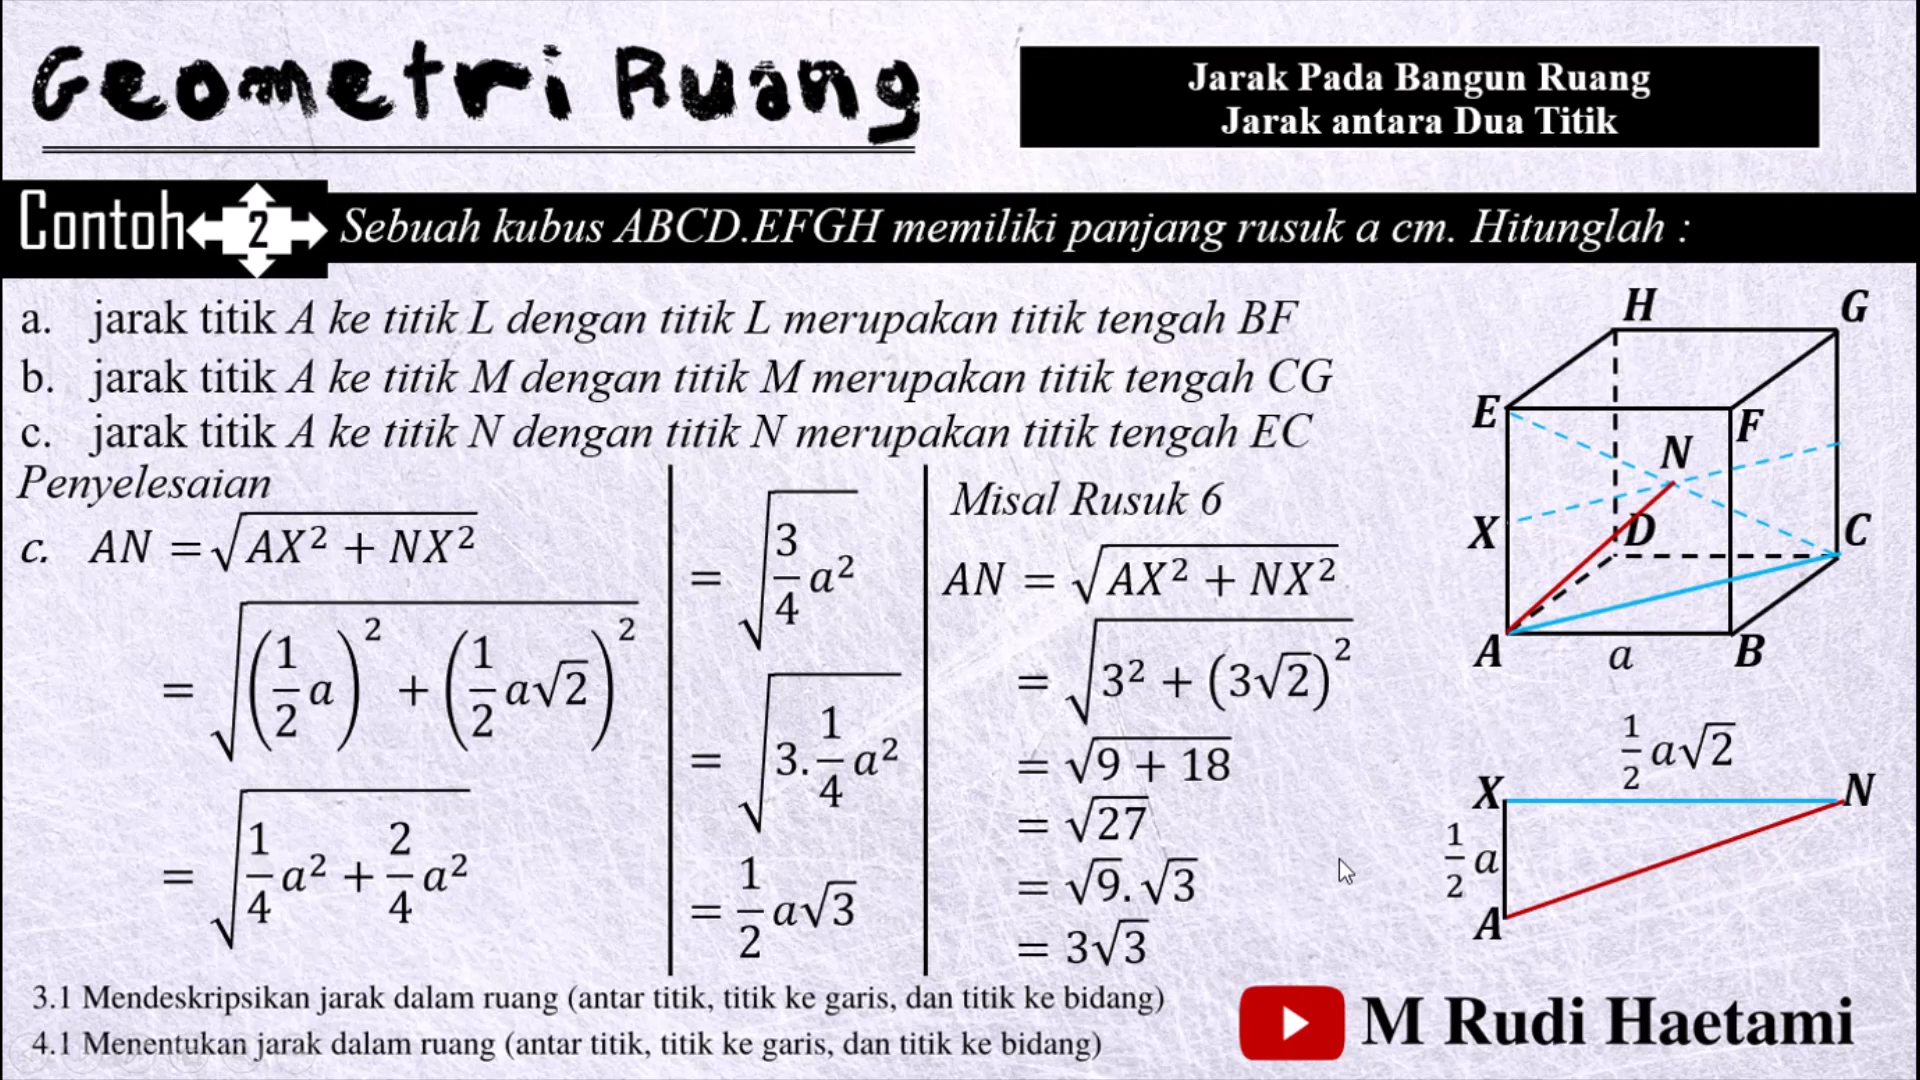 Geometri Ruang
Jarak Pada Bangun Ruang
Jarak antara Dua Titik
Contoh 2 Sebuah kubus ABCD.EFGH memiliki panjang rusuk a cm. Hitunglah :
a. jarak titik A ke titik L dengan titik L merupakan titik tengah BF
b. jarak titik A ke titik M dengan titik M merupakan titik tengah CG
c. jarak titik A ke titik N dengan titik N merupakan titik tengah EC
Penyelesaian
c. AN = √(AX² + NX²)
= √((1/2 a)² + (1/2 a√2)²)
= √(1/4 a² + 2/4 a²)
= √(3/4 a²)
= √(3.1/4 a²)
= 1/2 a√3
Misal Rusuk 6
AN = √(AX² + NX²)
= √(3² + (3√2)²)
= √(9 + 18)
= √27
= √9.√3
= 3√3
H G
E F
N
X D C
A a B
1/2 a√2
X N
1/2 a
A
3.1 Mendeskripsikan jarak dalam ruang (antar titik, titik ke garis, dan titik ke bidang)
4.1 Menentukan jarak dalam ruang (antar titik, titik ke garis, dan titik ke bidang)
M Rudi Haetami